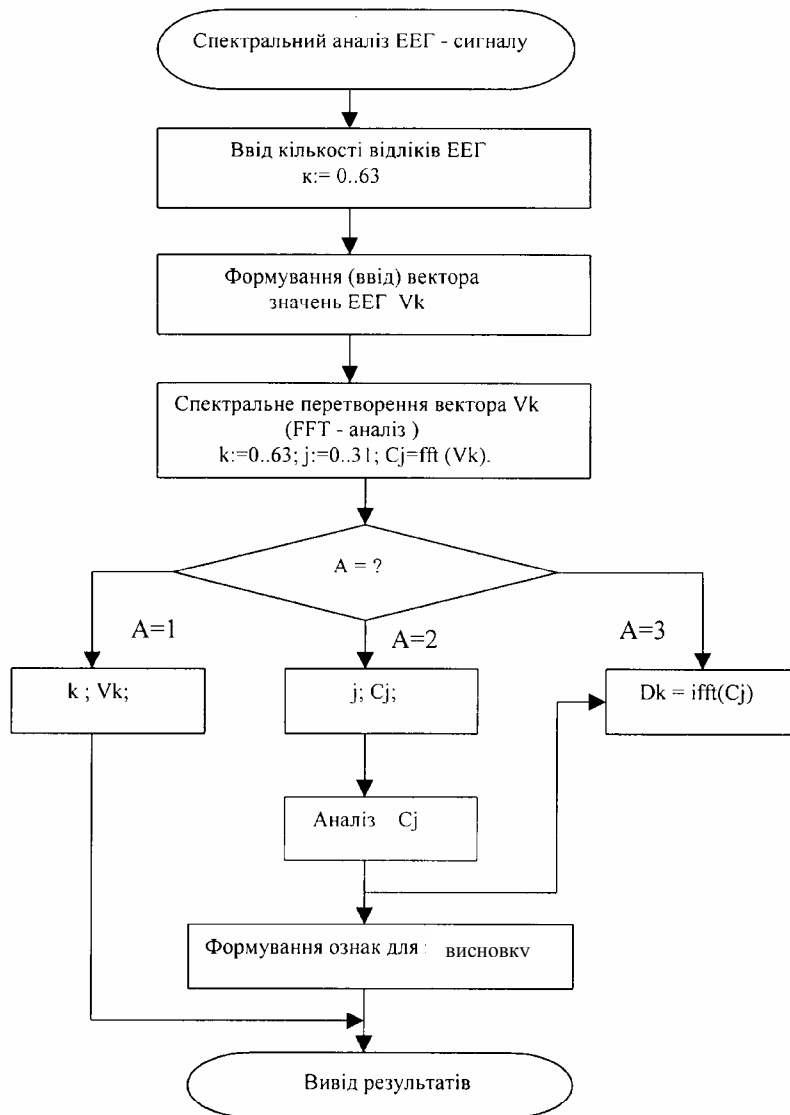 Спектральний аналіз ЕЕГ - сигналу
Ввід кількості відліків ЕЕГ
к:= 0..63
Формування (ввід) вектора
значень ЕЕГ Vk
Спектральне перетворення вектора Vk
(FFT - аналіз )
k:=0..63; j:=0..31; Cj=fft (Vk).
A = ?
A=1
A=2
A=3
k ; Vk;
j; Cj;
Dk = ifft(Cj)
Аналіз Cj
Формування ознак для : висновку
Вивід результатів